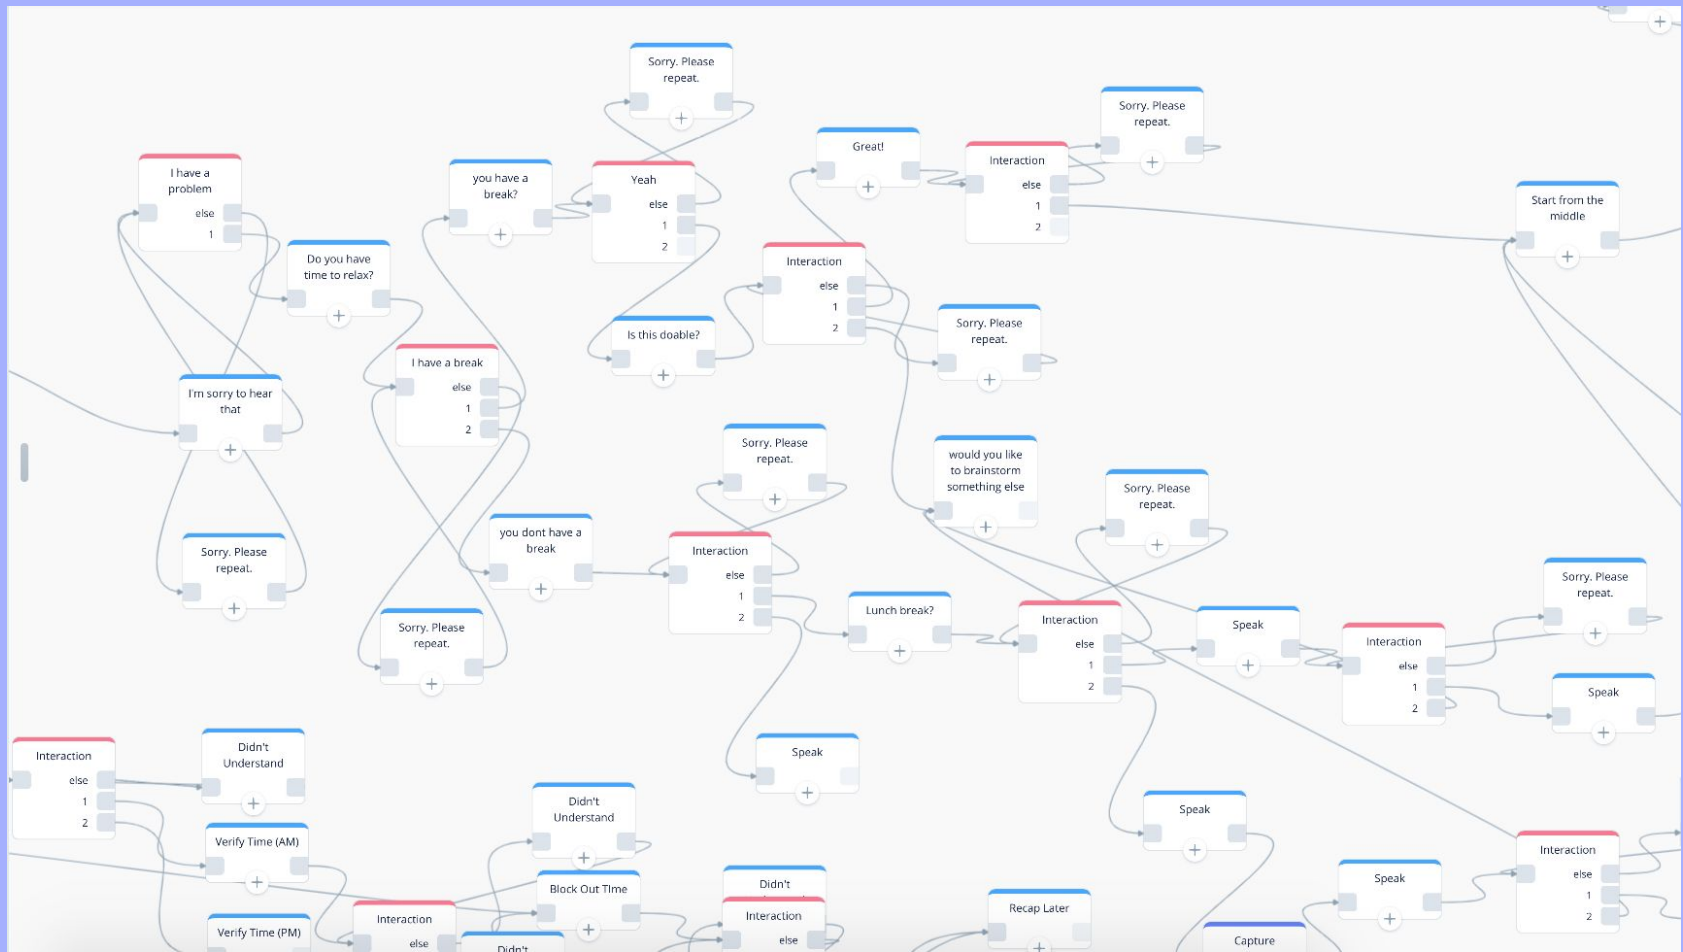 Sorry. Please
repeat.
Sorry. Please
repeat.
Great!
Interaction
else
1
2
I have a
problem
else
1
you have a
break?
Yeah
else
1
2
Start from the
middle
Do you have
time to relax?
Interaction
else
1
2
Is this doable?
Sorry. Please
repeat.
I have a break
else
1
2
I'm sorry to hear
that
Sorry. Please
repeat.
would you like
to brainstorm
something else
Sorry. Please
repeat.
you dont have a
break
Interaction
else
1
2
Sorry. Please
repeat.
Sorry. Please
repeat.
Lunch break?
Interaction
else
1
2
Speak
Interaction
else
1
2
Sorry. Please
repeat.
Sorry. Please
repeat.
Speak
Interaction
else
1
2
Didn't
Understand
Speak
Didn't
Understand
Speak
Verify Time (AM)
Interaction
else
1
2
Block Out TIme
Didn't
Speak
Interaction
else
Recap Later
Interaction
else
Verify Time (PM)
Didn't
Capture